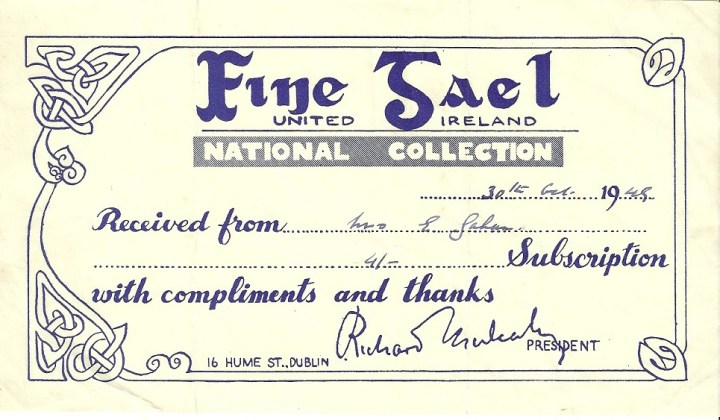 Fine Gael
UNITED IRELAND
NATIONAL COLLECTION
30th Oct. 1948
Received from Mrs E
4/- Subscription
with compliments and thanks
Richard Mulcahy
PRESIDENT
16 HUME ST., DUBLIN